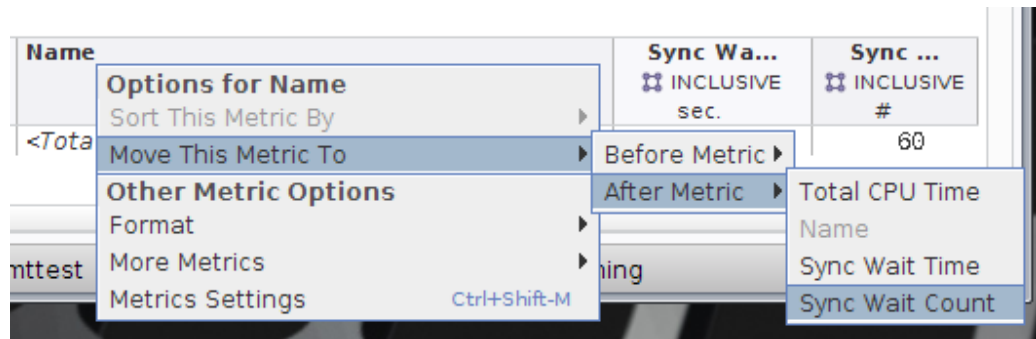 Name
Sync Wa...
Sync ...
INCLUSIVE
INCLUSIVE
sec.
#
<Tota
60
Options for Name
Sort This Metric By
Move This Metric To
Other Metric Options
Format
More Metrics
Metrics Settings Ctrl+Shift-M
Before Metric
After Metric
Total CPU Time
Name
Sync Wait Time
Sync Wait Count
mttest
ning